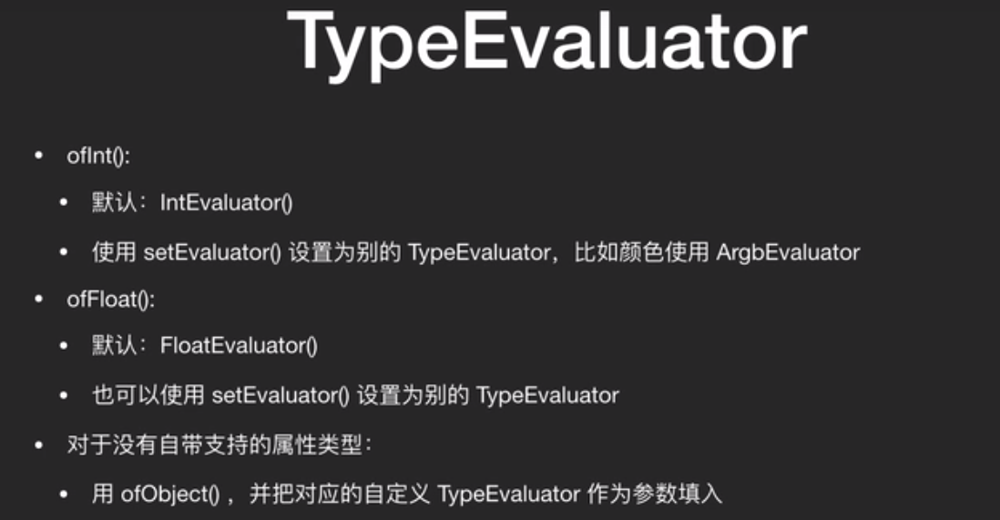 TypeEvaluator
• ofInt():
• 默认：IntEvaluator()
• 使用 setEvaluator() 设置为别的 TypeEvaluator，比如颜色使用 ArgbEvaluator
• ofFloat():
• 默认：FloatEvaluator()
• 也可以使用 setEvaluator() 设置为别的 TypeEvaluator
• 对于没有自带支持的属性类型：
• 用 ofObject() ，并把对应的自定义 TypeEvaluator 作为参数填入